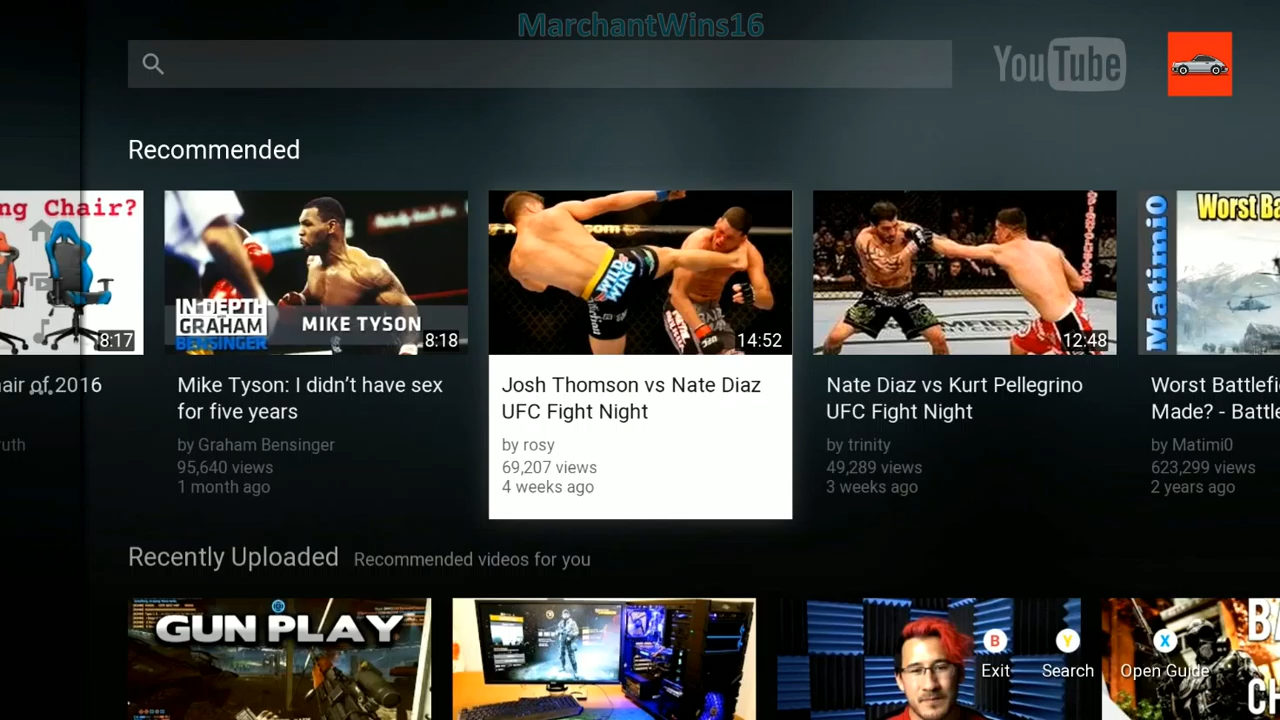 MarchantWins16
YouTube
Recommended
ng Chair?
8:17
IN-DEPTH
GRAHAM
BENSINGER
MIKE TYSON
8:18
14:52
12:48
Matimi0
Worst Ba
air of 2016
Mike Tyson: I didn't have sex
for five years
Josh Thomson vs Nate Diaz
UFC Fight Night
Nate Diaz vs Kurt Pellegrino
UFC Fight Night
Worst Battlefi
Made? - Battle
ruth
by Graham Bensinger
95,640 views
1 month ago
by rosy
69,207 views
4 weeks ago
by trinity
49,289 views
3 weeks ago
by Matimi0
623,299 views
2 years ago
Recently Uploaded Recommended videos for you
GUN PLAY
B
Exit
Y
Search
X
Open Guide